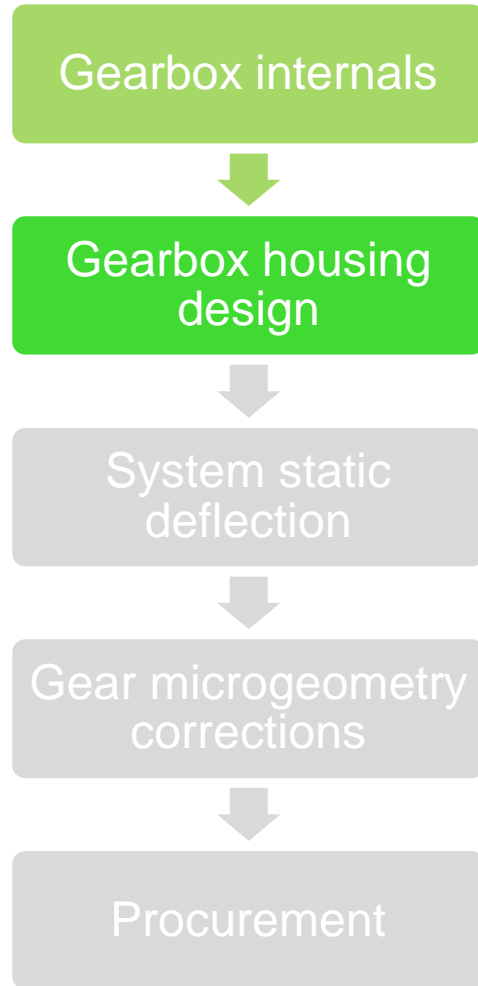 Gearbox internals
Gearbox housing
design
System static
deflection
Gear microgeometry
corrections
Procurement